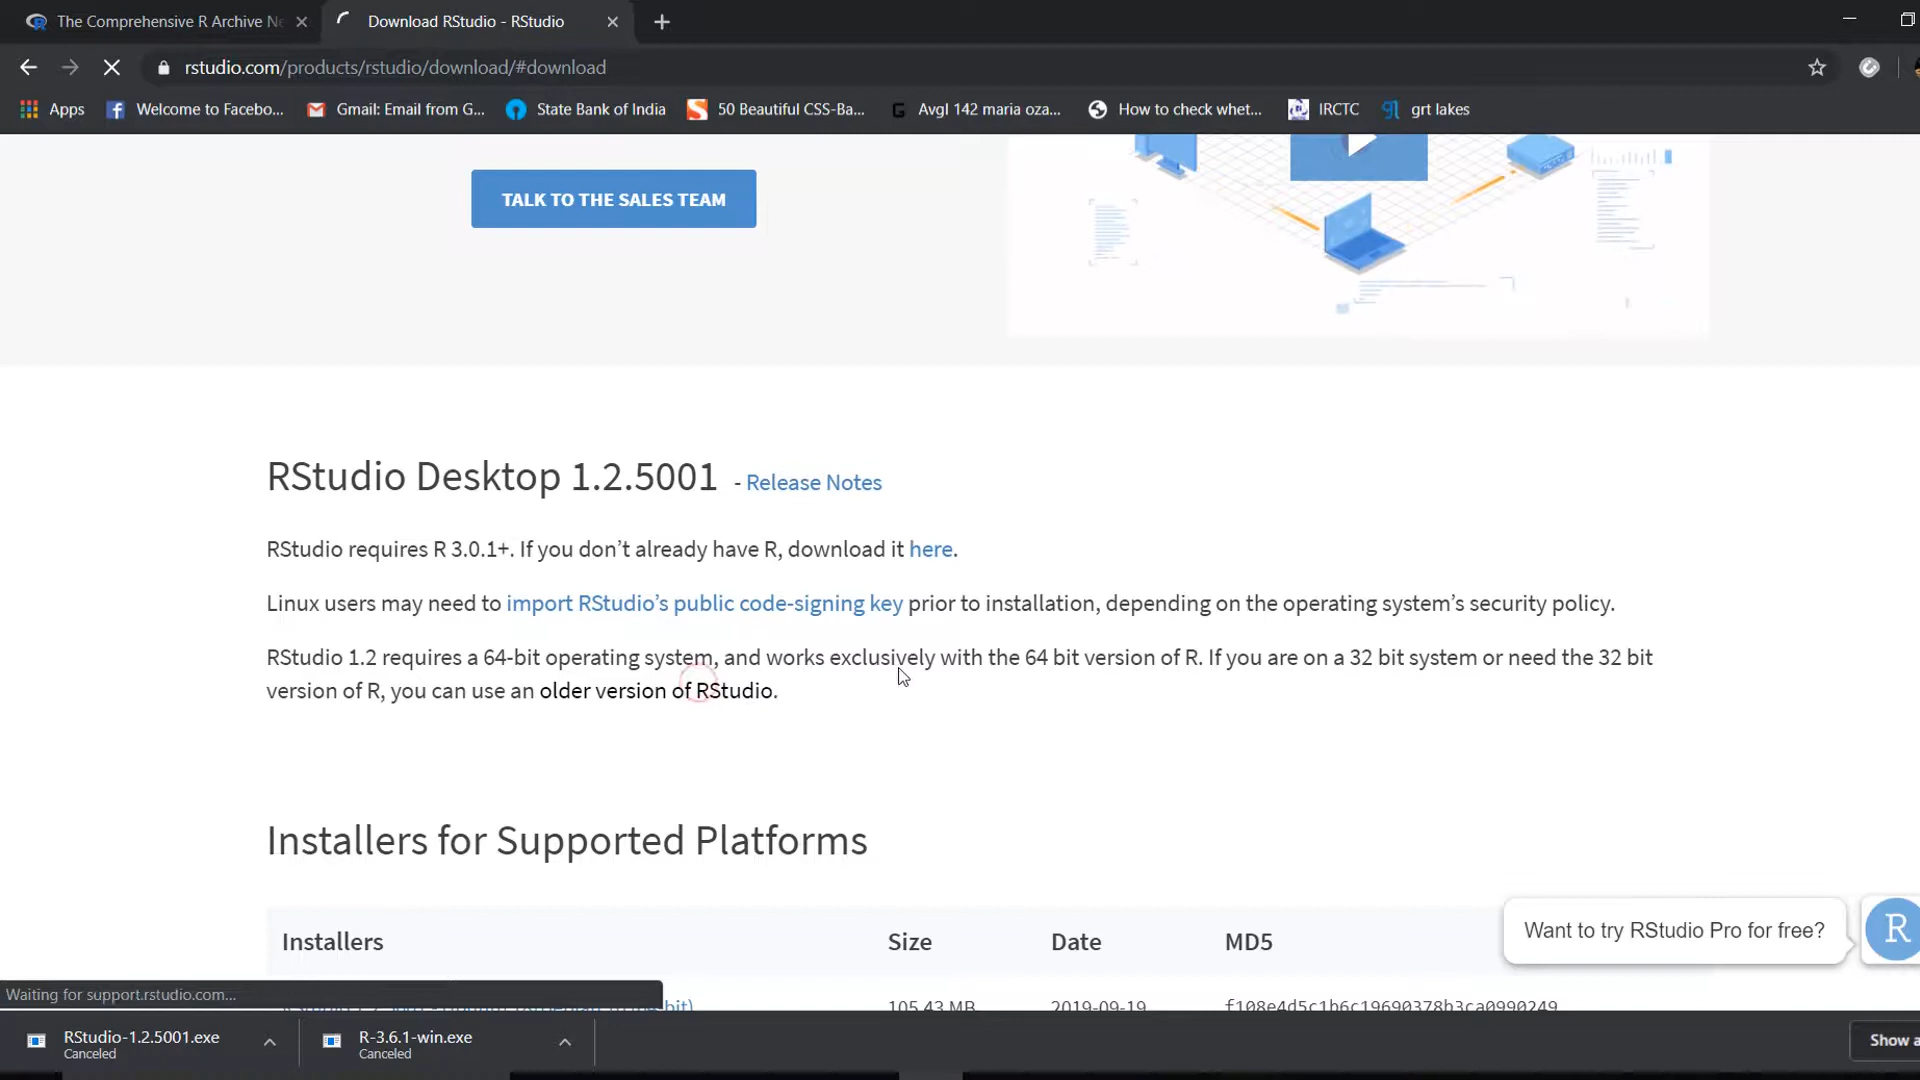 The Comprehensive R Archive Ne
Download RStudio - RStudio
rstudio.com/products/rstudio/download/#download
Apps
Welcome to Facebo...
Gmail: Email from G...
State Bank of India
50 Beautiful CSS-Ba...
Avgl 142 maria oza...
How to check whet...
IRCTC
grt lakes
TALK TO THE SALES TEAM
RStudio Desktop 1.2.5001 - Release Notes
RStudio requires R 3.0.1+. If you don’t already have R, download it here.
Linux users may need to import RStudio’s public code-signing key prior to installation, depending on the operating system’s security policy.
RStudio 1.2 requires a 64-bit operating system, and works exclusively with the 64 bit version of R. If you are on a 32 bit system or need the 32 bit
version of R, you can use an older version of RStudio.
Installers for Supported Platforms
Installers Size Date MD5
Want to try RStudio Pro for free?
R
Waiting for support.rstudio.com...
bit) 105.43 MB 2019-09-19 f108e4d5c1b6c19690378b3ca0990249
RStudio-1.2.5001.exe
Canceled
R-3.6.1-win.exe
Canceled
Show a